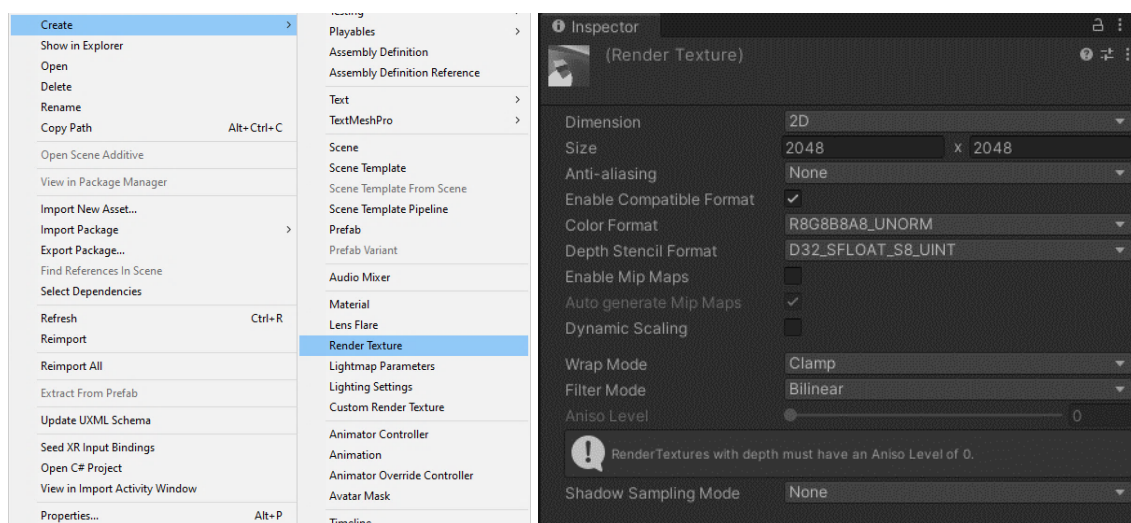 Create >
Show in Explorer
Open
Delete
Rename
Copy Path Alt+Ctrl+C
Open Scene Additive
View in Package Manager
Import New Asset...
Import Package >
Export Package...
Find References In Scene
Select Dependencies
Refresh Ctrl+R
Reimport
Reimport All
Extract From Prefab
Update UXML Schema
Seed XR Input Bindings
Open C# Project
View in Import Activity Window
Properties... Alt+P
Testing
Playables >
Assembly Definition
Assembly Definition Reference
Text >
TextMeshPro >
Scene
Scene Template
Scene Template From Scene
Scene Template Pipeline
Prefab
Prefab Variant
Audio Mixer
Material
Lens Flare
Render Texture
Lightmap Parameters
Lighting Settings
Custom Render Texture
Animator Controller
Animation
Animator Override Controller
Avatar Mask
Timeline
Inspector
(Render Texture)
Dimension 2D
Size 2048 x 2048
Anti-aliasing None
Enable Compatible Format
Color Format R8G8B8A8_UNORM
Depth Stencil Format D32_SFLOAT_S8_UINT
Enable Mip Maps
Auto generate Mip Maps
Dynamic Scaling
Wrap Mode Clamp
Filter Mode Bilinear
Aniso Level 0
RenderTextures with depth must have an Aniso Level of 0.
Shadow Sampling Mode None